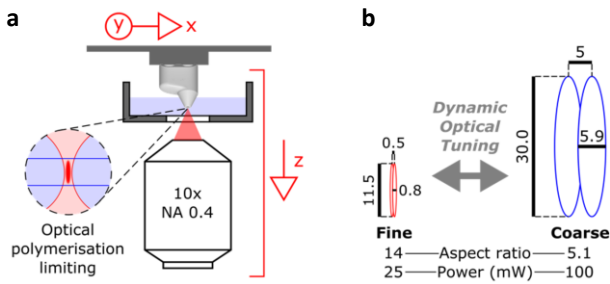 a
y
x
z
10x
NA 0.4
Optical
polymerisation
limiting
b
5
Dynamic
Optical
Tuning
5.9
30.0
0.5
11.5
0.8
Fine
Coarse
14 Aspect ratio 5.1
25 Power (mW) 100